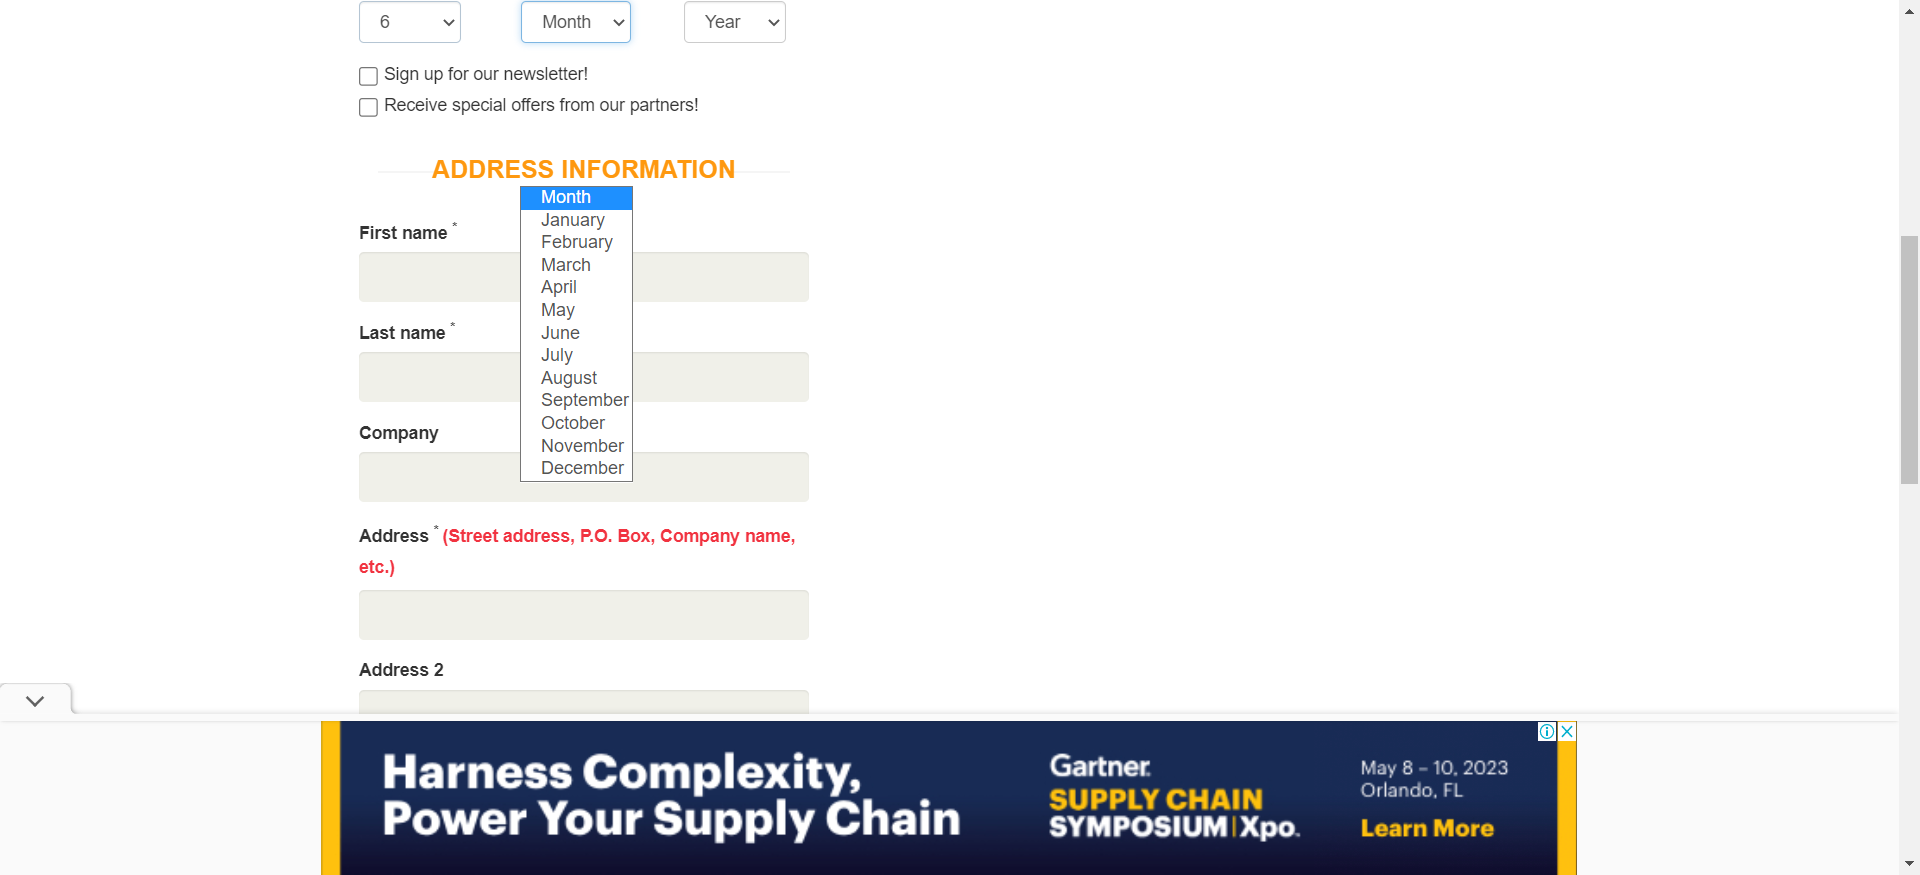 6 Month Year
Sign up for our newsletter!
Receive special offers from our partners!
ADDRESS INFORMATION
Month
January
February
March
April
May
June
July
August
September
October
November
December
First name *
Last name *
Company
Address * (Street address, P.O. Box, Company name,
etc.)
Address 2
Harness Complexity,
Power Your Supply Chain
Gartner
SUPPLY CHAIN
SYMPOSIUM | Xpo.
May 8 – 10, 2023
Orlando, FL
Learn More